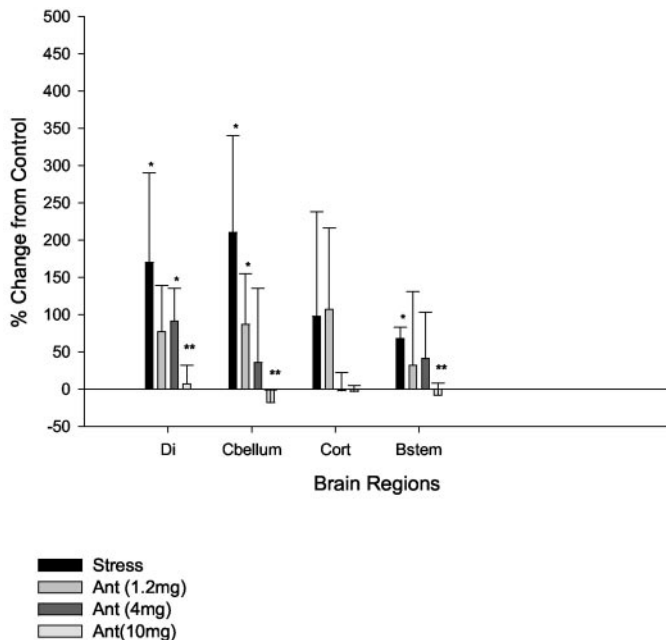 500
450
400
350
300
250
200
150
100
50
0
-50
% Change from Control
* * ** * * ** * **
Di Cbellum Cort Bstem
Brain Regions
Stress
Ant (1.2mg)
Ant (4mg)
Ant(10mg)